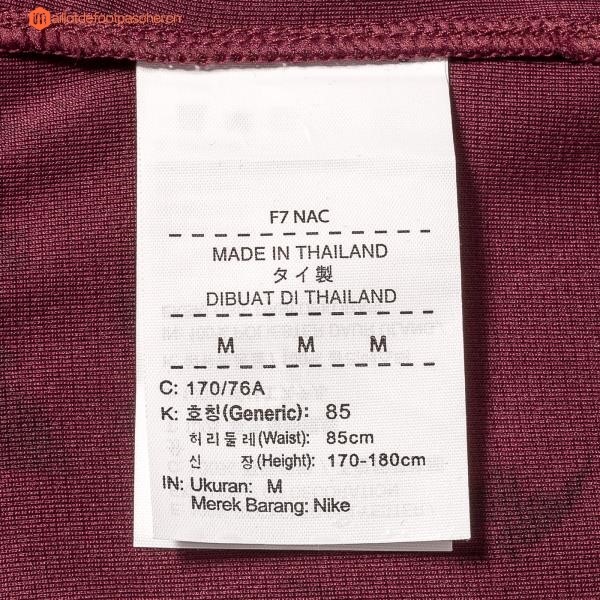 maillotdefootpascherfr
F7 NAC
MADE IN THAILAND
タイ製
DIBUAT DI THAILAND
M M M
C: 170/76A
K: 호칭(Generic): 85
허리둘레(Waist): 85cm
신 장(Height): 170-180cm
IN: Ukuran: M
Merek Barang: Nike